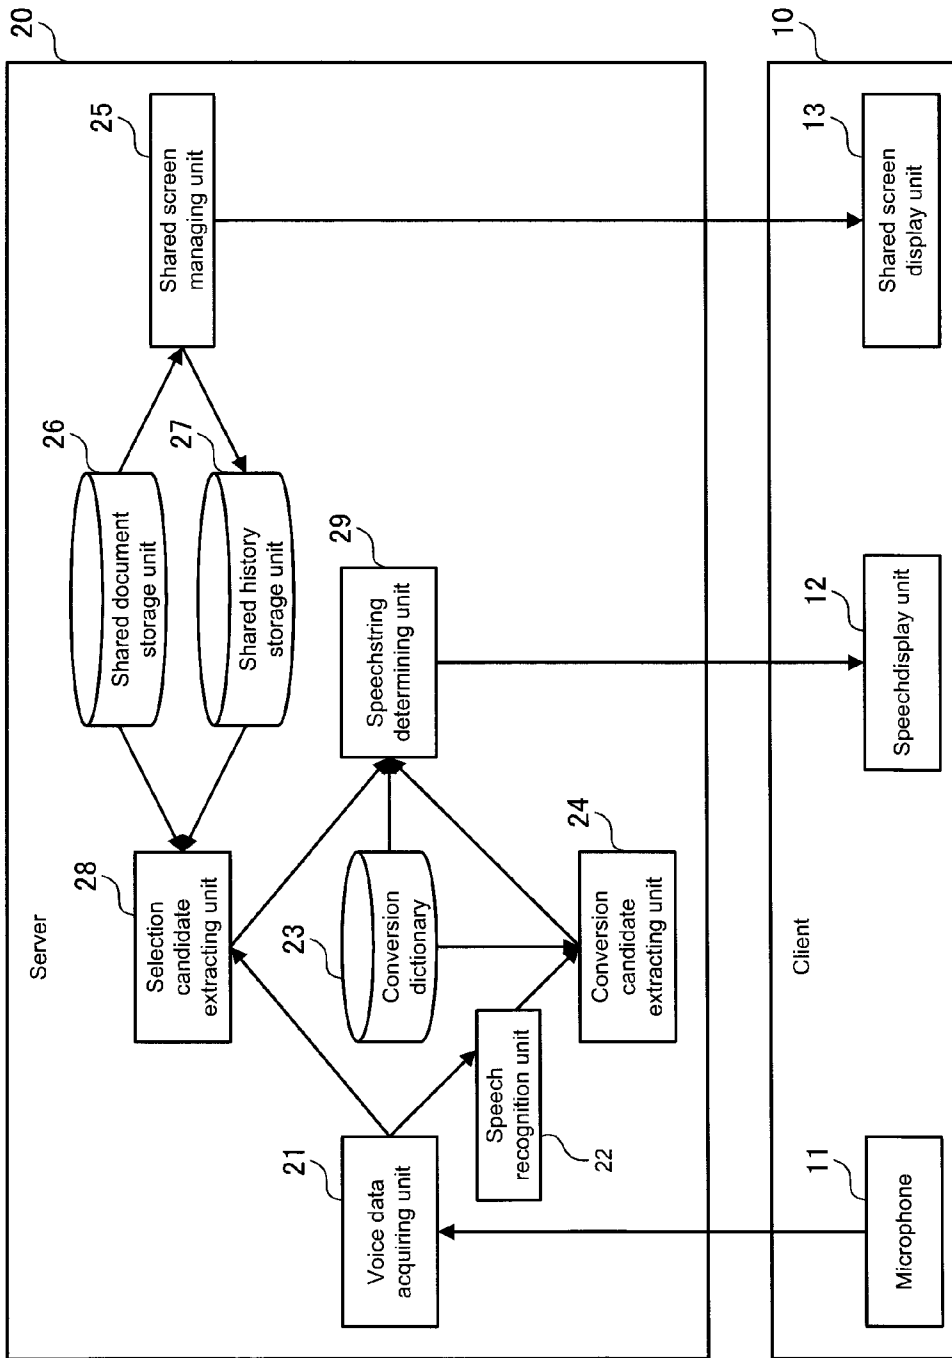 20
Server
28
Selection
candidate
extracting unit
26
Shared document
storage unit
25
Shared screen
managing unit
27
Shared history
storage unit
21
Voice data
acquiring unit
23
Conversion
dictionary
29
Speechstring
determining unit
Speech
recognition unit
22
24
Conversion
candidate
extracting unit
10
Client
11
Microphone
12
Speechdisplay unit
13
Shared screen
display unit